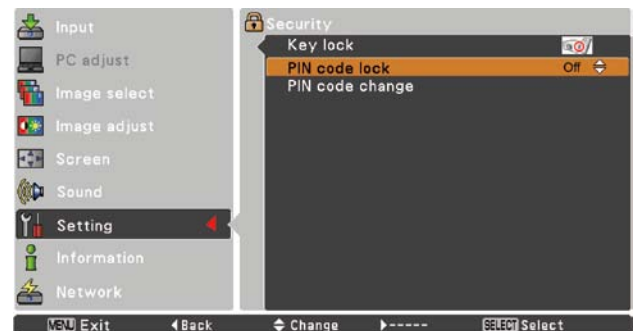 Input
PC adjust
Image select
Image adjust
Screen
Sound
Setting
Information
Network
Security
Key lock
PIN code lock Off
PIN code change
MENU Exit Back Change ----- SELECT Select